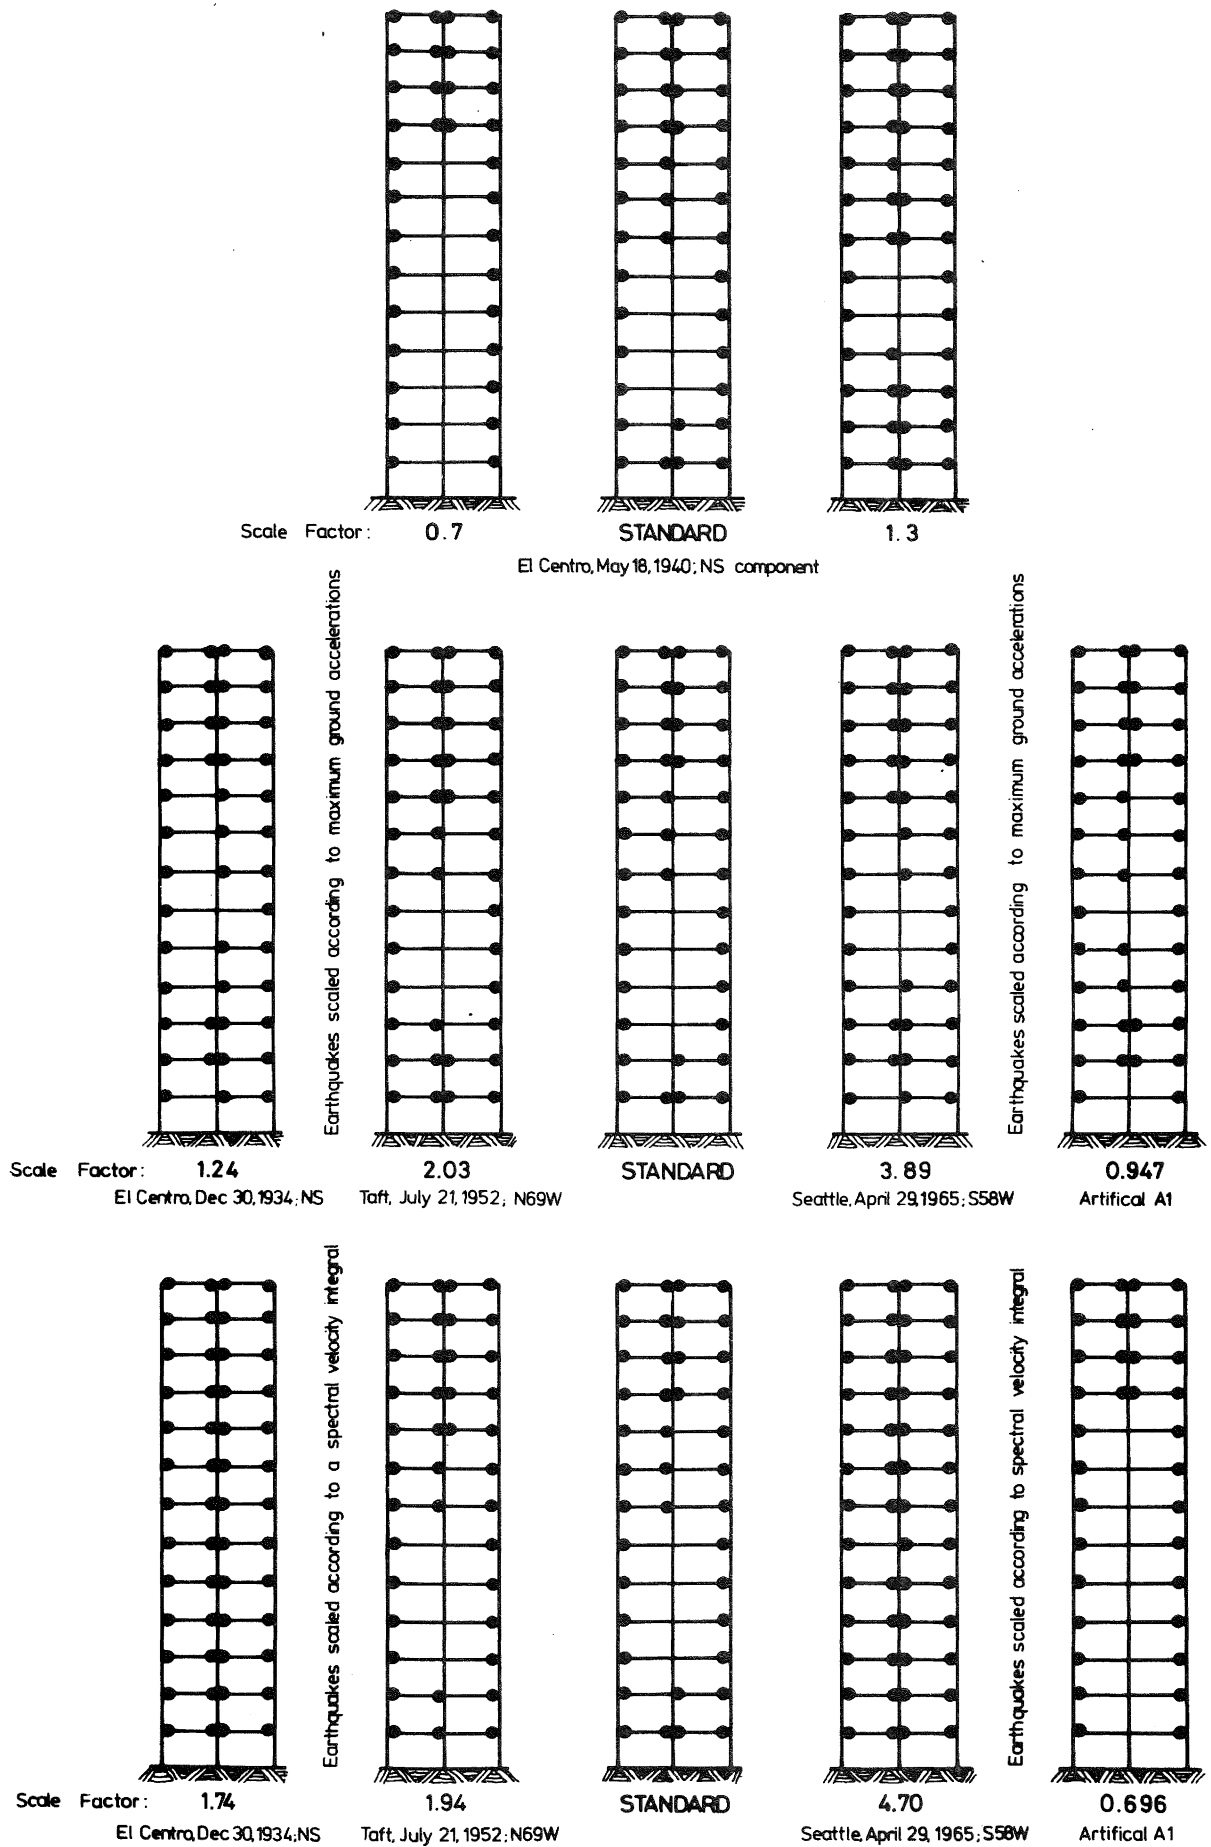 Scale Factor: 0.7 STANDARD 1.3
El Centro, May 18, 1940; NS component
Earthquakes scaled according to maximum ground accelerations
Earthquakes scaled according to maximum ground accelerations
Scale Factor: 1.24 2.03 STANDARD 3.89 0.947
El Centro, Dec 30, 1934; NS Taft, July 21, 1952; N69W Seattle, April 29, 1965; S58W Artifical A1
Earthquakes scaled according to a spectral velocity integral
Earthquakes scaled according to spectral velocity integral
Scale Factor: 1.74 1.94 STANDARD 4.70 0.696
El Centro, Dec 30, 1934; NS Taft, July 21, 1952; N69W Seattle, April 29, 1965; S58W Artifical A1